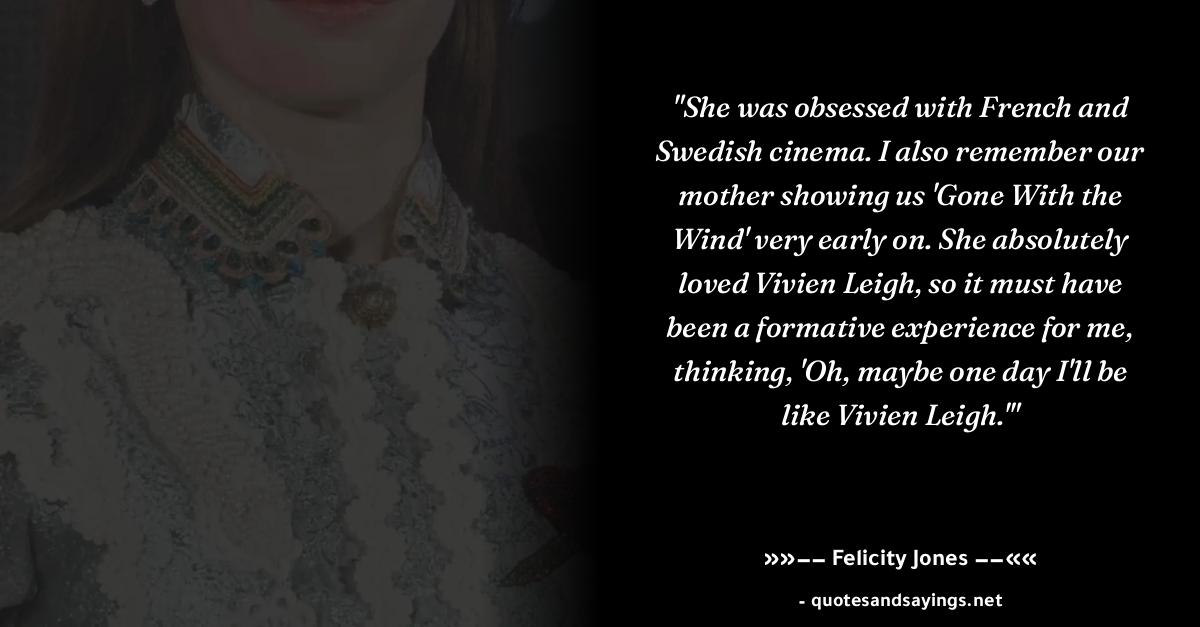 "She was obsessed with French and
Swedish cinema. I also remember our
mother showing us 'Gone With the
Wind' very early on. She absolutely
loved Vivien Leigh, so it must have
been a formative experience for me,
thinking, 'Oh, maybe one day I'll be
like Vivien Leigh.'"
»»−− Felicity Jones −−««
- quotesandsayings.net